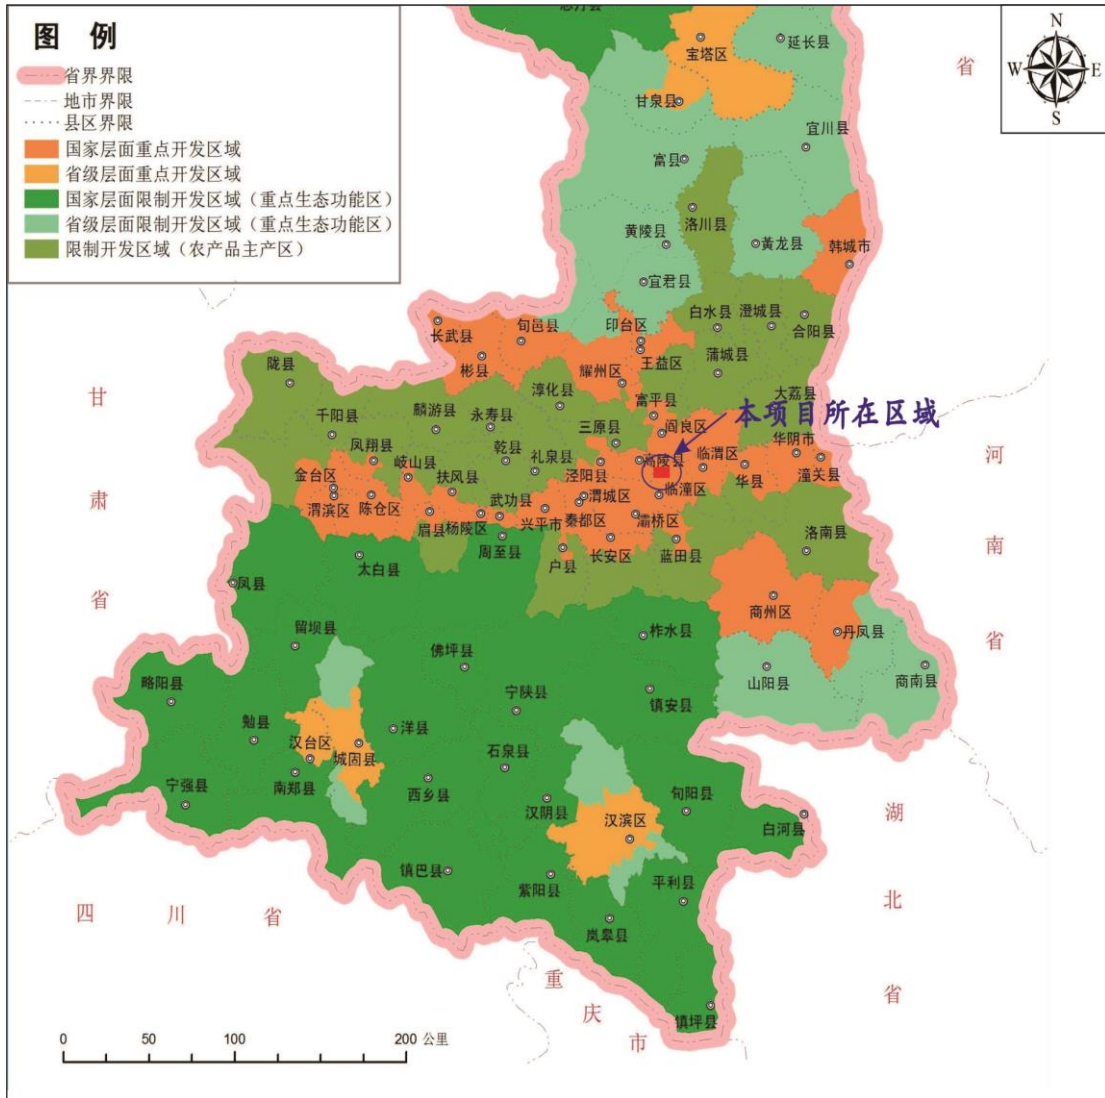 图 例
省界界限
地市界限
县区界限
国家层面重点开发区域
省级层面重点开发区域
国家层面限制开发区域（重点生态功能区）
省级层面限制开发区域（重点生态功能区）
限制开发区域（农产品主产区）
N
W E
S
省
宝塔区
延长县
甘泉县
宜川县
富县
洛川县
黄陵县
黄龙县
韩城市
宜君县
长武县
旬邑县
印台区
白水县
澄城县
合阳县
彬县
王益区
蒲城县
陇县
耀州区
淳化县
大荔县
甘
肃
省
千阳县
麟游县
永寿县
富平县
本项目所在区域
三原县
阎良区
凤翔县
乾县
礼泉县
高陵县
临渭区
华阴市
金台区
岐山县
扶风县
泾阳县
华县
潼关县
河
南
省
渭滨区
陈仓区
武功县
渭城区
临潼区
眉县
杨陵区
兴平市
秦都区
灞桥区
周至县
户县
长安区
蓝田县
洛南县
太白县
凤县
商州区
留坝县
佛坪县
柞水县
丹凤县
略阳县
宁陕县
镇安县
山阳县
商南县
勉县
汉台区
城固县
洋县
石泉县
宁强县
南郑县
西乡县
汉阴县
汉滨区
旬阳县
白河县
湖
北
省
镇巴县
紫阳县
平利县
岚皋县
四 川 省
重
庆
市
镇坪县
0 50 100 200 公里